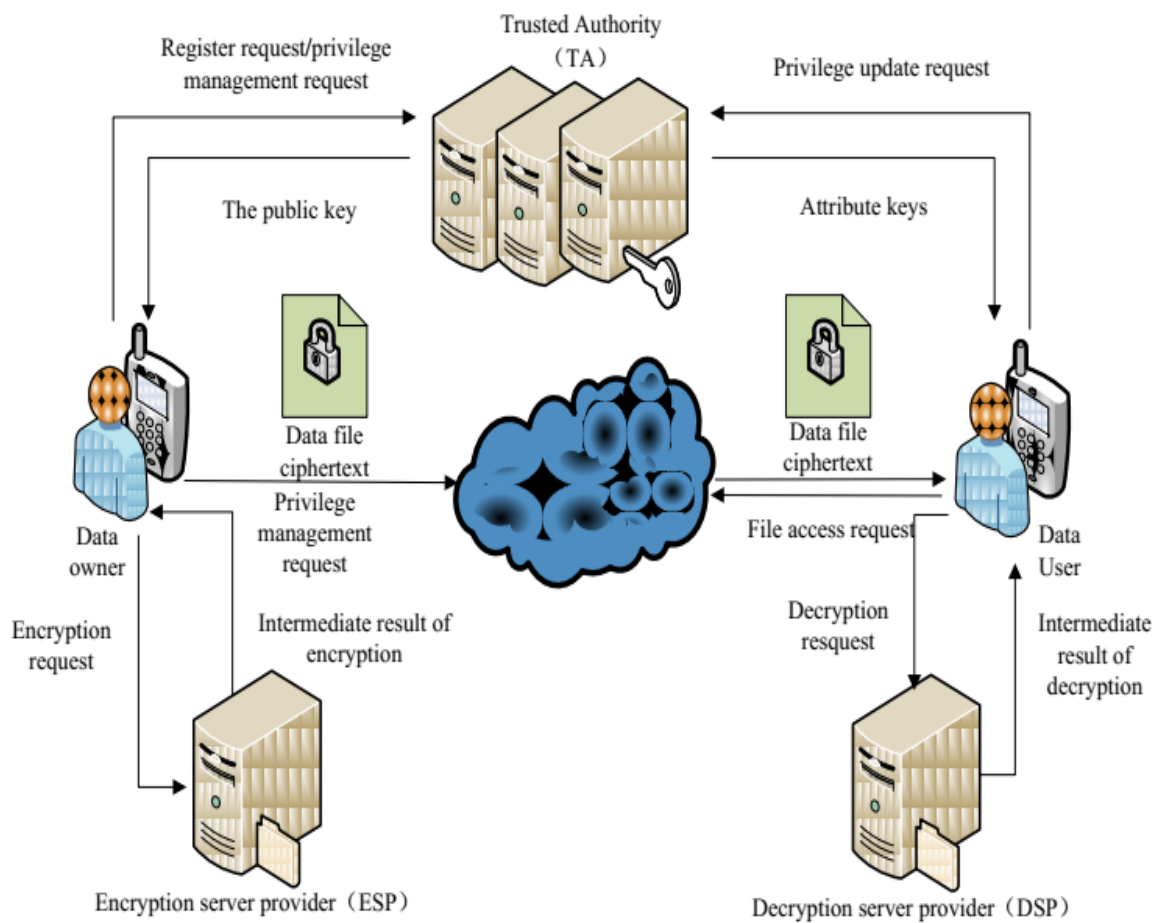 Trusted Authority
（TA）
Register request/privilege
management request
Privilege update request
The public key
Attribute keys
Data file
ciphertext
Privilege
management
request
Data file
ciphertext
File access request
Data
owner
Data
User
Encryption
request
Intermediate result of
encryption
Decryption
resquest
Intermediate
result of
decryption
Encryption server provider（ESP）
Decryption server provider（DSP）